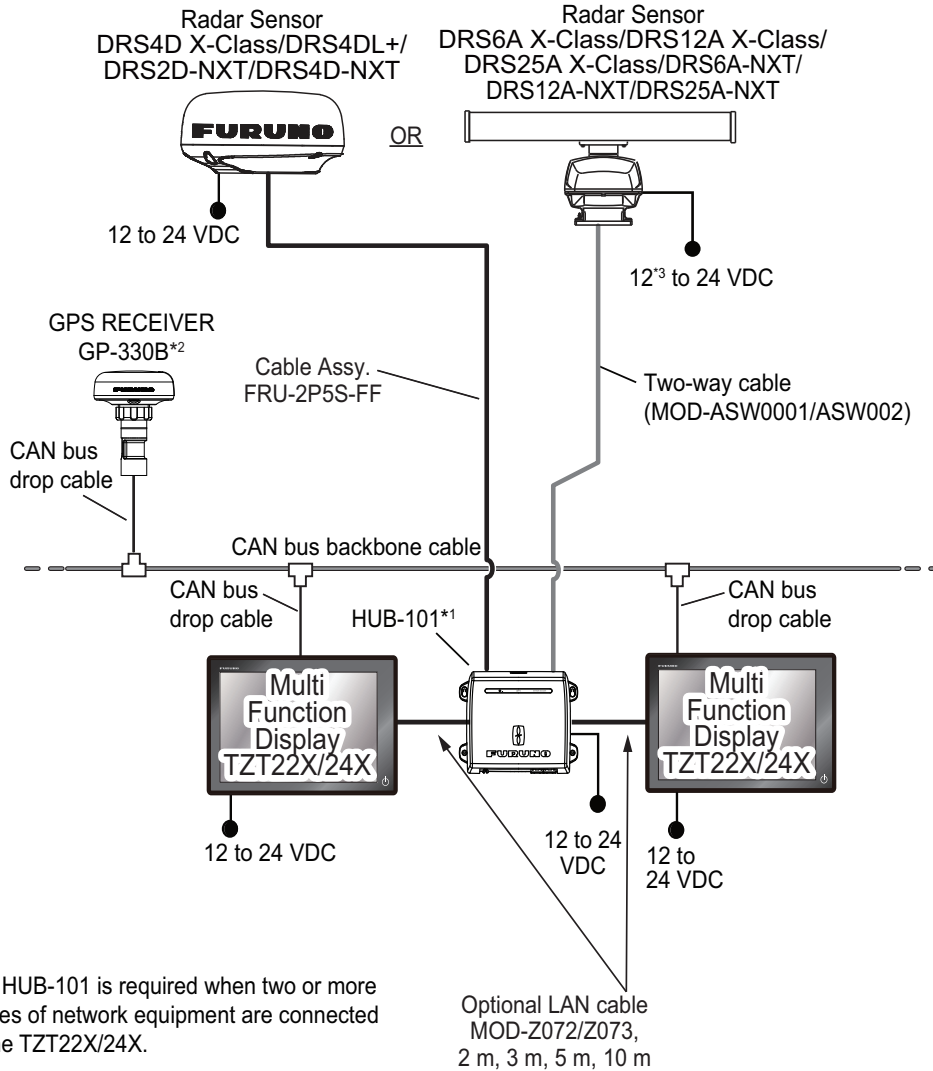 Radar Sensor
DRS4D X-Class/DRS4DL+/
DRS2D-NXT/DRS4D-NXT
Radar Sensor
DRS6A X-Class/DRS12A X-Class/
DRS25A X-Class/DRS6A-NXT/
DRS12A-NXT/DRS25A-NXT
FURUNO
OR
12 to 24 VDC
12*3 to 24 VDC
GPS RECEIVER
GP-330B*2
FURUNO
Cable Assy.
FRU-2P5S-FF
Two-way cable
(MOD-ASW0001/ASW002)
CAN bus
drop cable
CAN bus backbone cable
CAN bus
drop cable
HUB-101*1
CAN bus
drop cable
FURUNO
Multi
Function
Display
TZT22X/24X
FURUNO
FURUNO
Multi
Function
Display
TZT22X/24X
12 to 24 VDC
12 to 24
VDC
12 to
24 VDC
HUB-101 is required when two or more
es of network equipment are connected
e TZT22X/24X.
Optional LAN cable
MOD-Z072/Z073,
2 m, 3 m, 5 m, 10 m